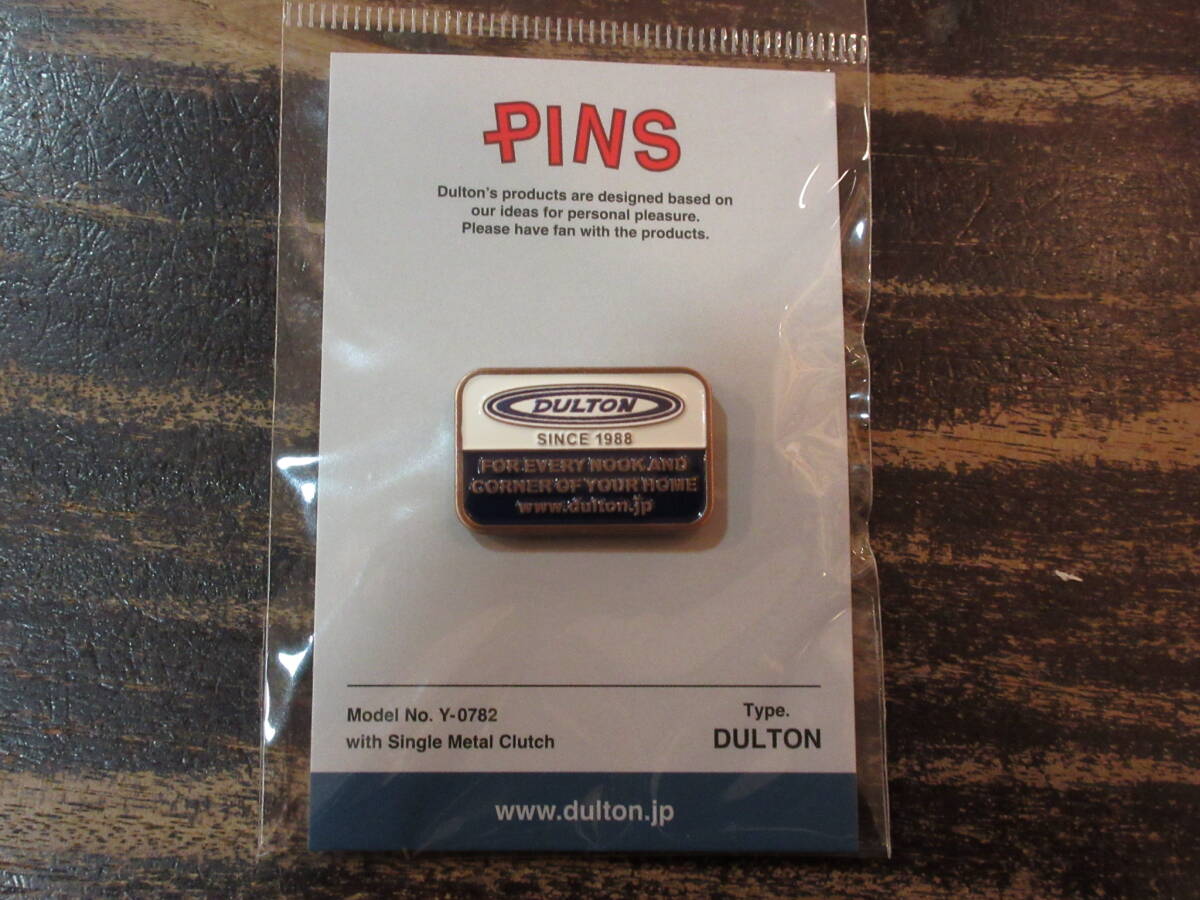 PINS
Dulton's products are designed based on
our ideas for personal pleasure.
Please have fan with the products.
DULTON
SINCE 1988
FOR EVERY NOOK AND
CORNER OF YOUR HOME
www.dulton.jp
Model No. Y-0782
with Single Metal Clutch
Type.
DULTON
www.dulton.jp